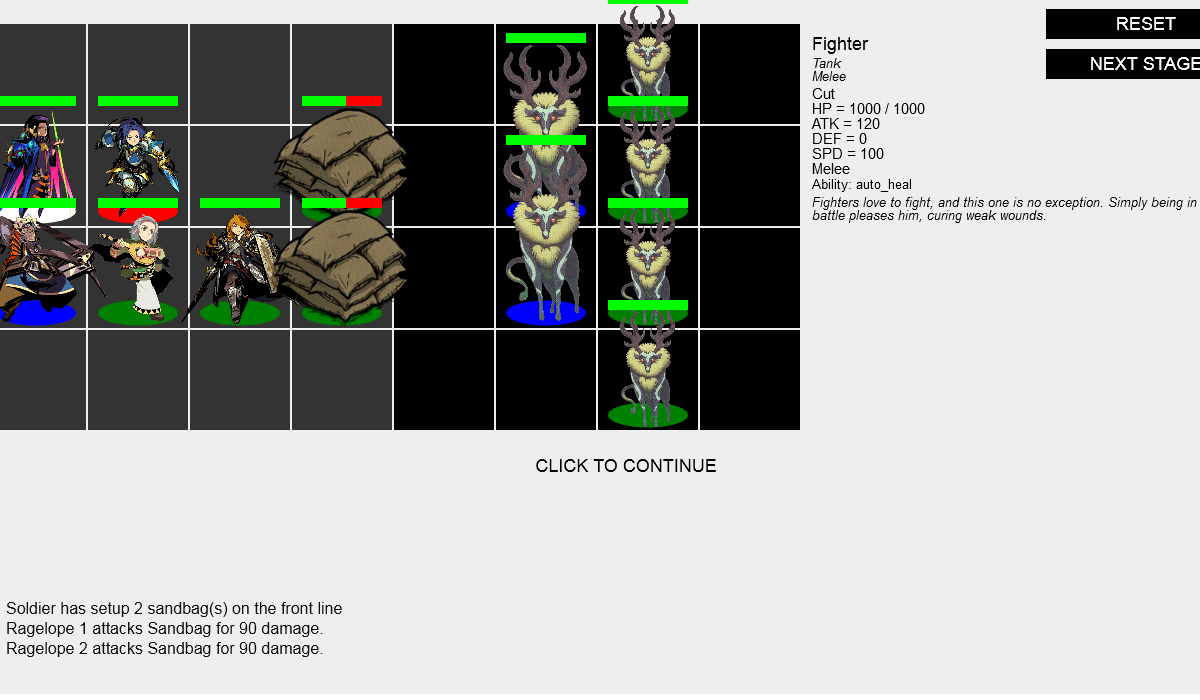 RESET
NEXT STAGE
Fighter
Tank
Melee
Cut
HP = 1000 / 1000
ATK = 120
DEF = 0
SPD = 100
Melee
Ability: auto_heal
Fighters love to fight, and this one is no exception. Simply being in
battle pleases him, curing weak wounds.
CLICK TO CONTINUE
Soldier has setup 2 sandbag(s) on the front line
Ragelope 1 attacks Sandbag for 90 damage.
Ragelope 2 attacks Sandbag for 90 damage.